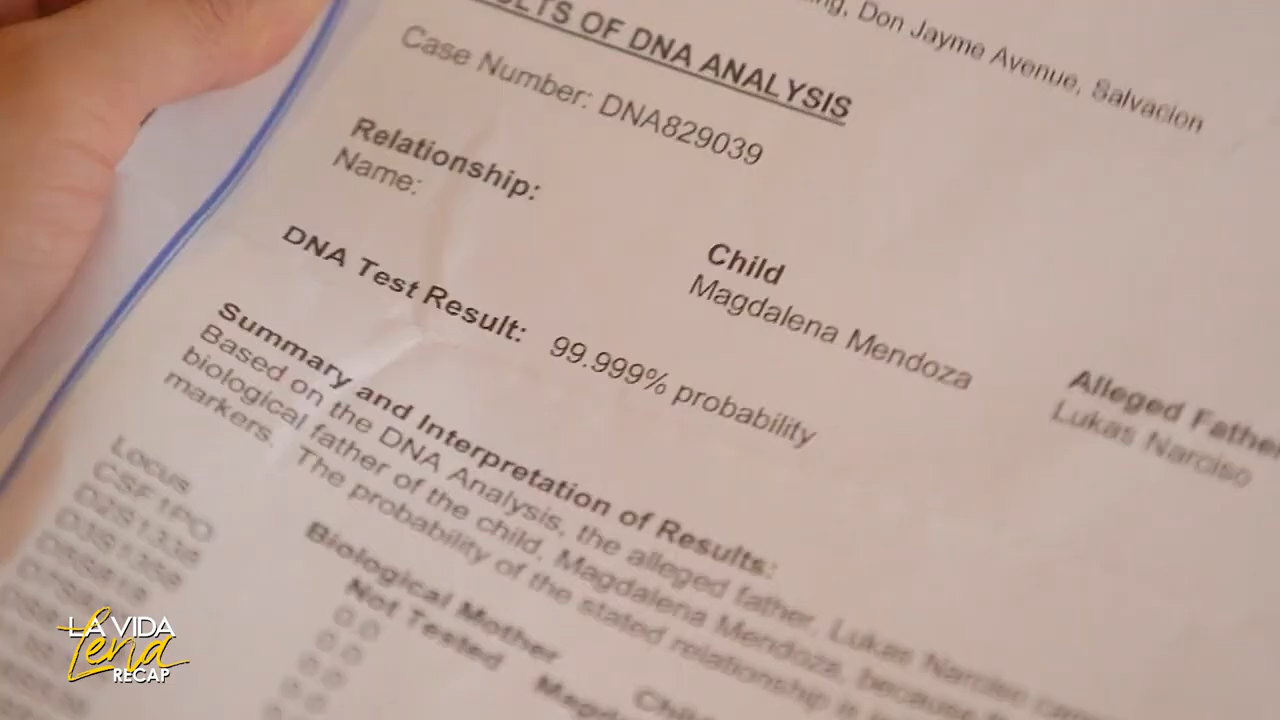 Don Jayme Avenue, Salvacion
OF DNA ANALYSIS
Case Number: DNA829039
Relationship:
Name:
Child
Magdalena Mendoza
Alleged Father
Lukas Narciso
DNA Test Result: 99.999% probability
Summary and Interpretation of Results:
Based on the DNA Analysis, the alleged father, Lukas Narciso
biological father of the child, Magdalena Mendoza, because
markers. The probability of the stated relationship is
Locus
Biological Mother
CSF1PO
Not Tested
D2S1338
D3S1358
LA VIDA
Lena
RECAP